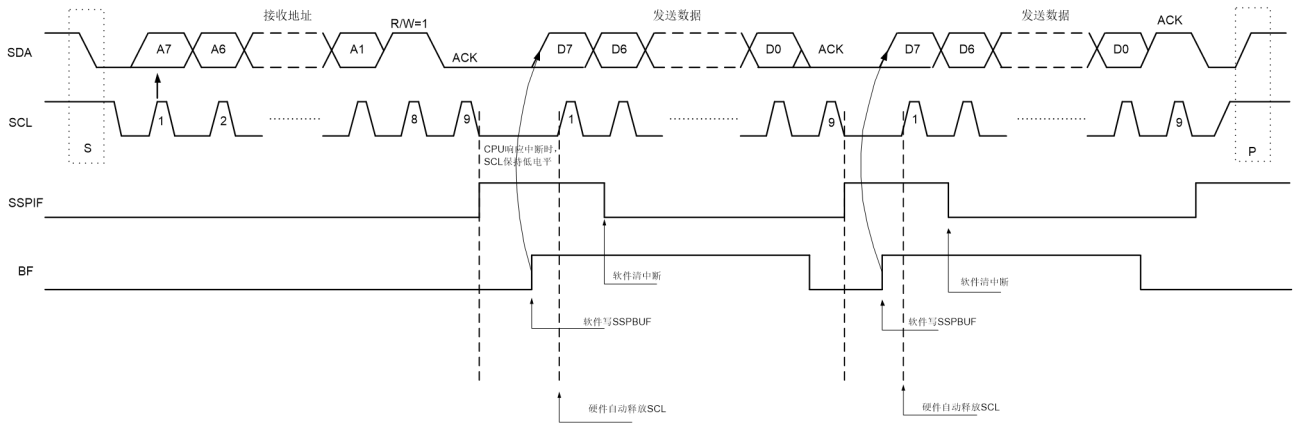 接收地址 发送数据 发送数据
R/W=1 ACK
SDA A7 A6 A1 ACK D7 D6 D0 ACK D7 D6 D0
SCL 1 2 8 9 1 9 1 9
S P
CPU响应中断时，
SCL保持低电平
SSPIF
BF
软件清中断 软件清中断
软件写SSPBUF 软件写SSPBUF
硬件自动释放SCL 硬件自动释放SCL